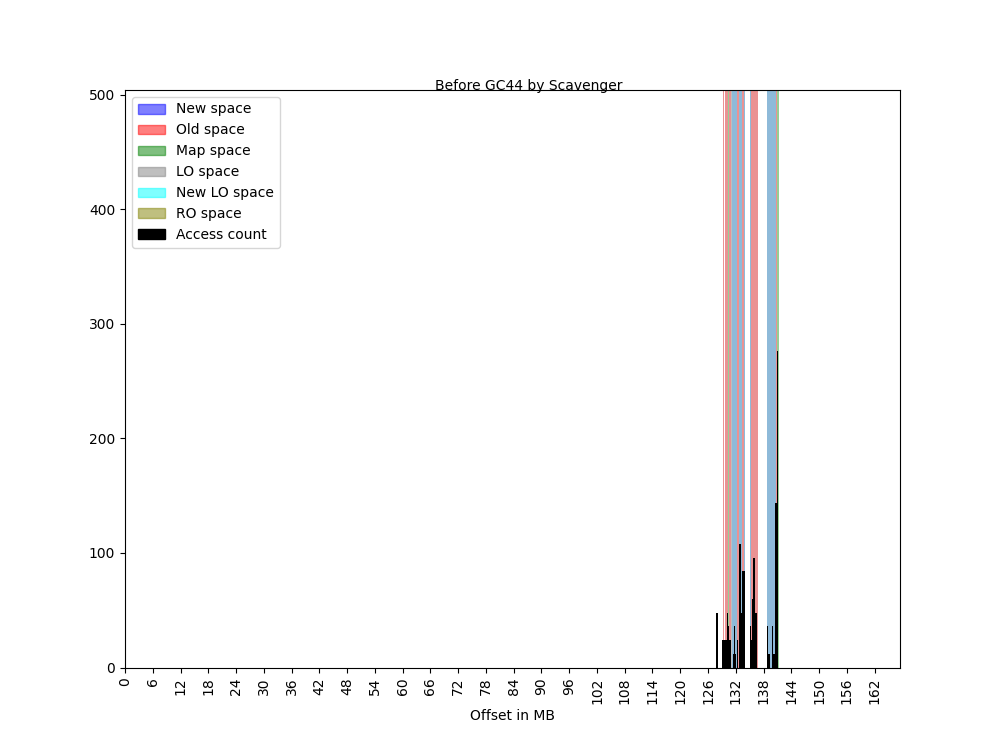 Before GC44 by Scavenger
500
400
300
200
100
0
New space
Old space
Map space
LO space
New LO space
RO space
Access count
0 6 12 18 24 30 36 42 48 54 60 66 72 78 84 90 96 102 108 114 120 126 132 138 144 150 156 162
Offset in MB